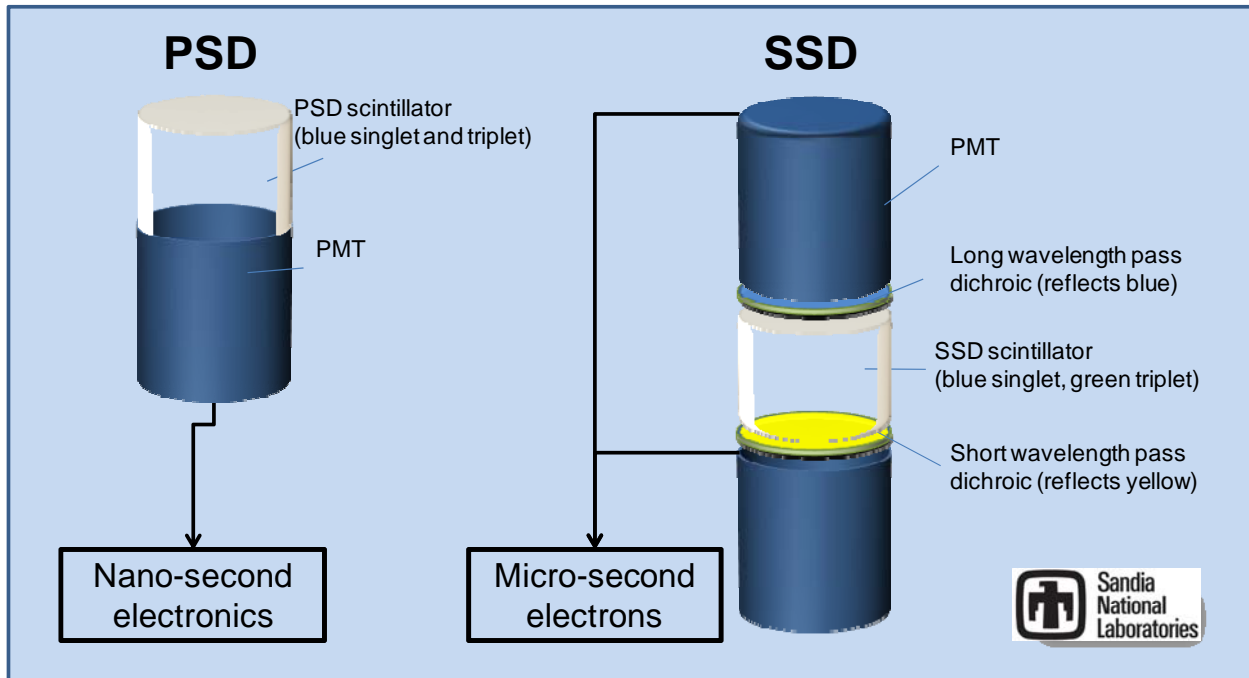 PSD
PSD scintillator
(blue singlet and triplet)
PMT
Nano-second
electronics
SSD
PMT
Long wavelength pass
dichroic (reflects blue)
SSD scintillator
(blue singlet, green triplet)
Short wavelength pass
dichroic (reflects yellow)
Micro-second
electrons
Sandia
National
Laboratories